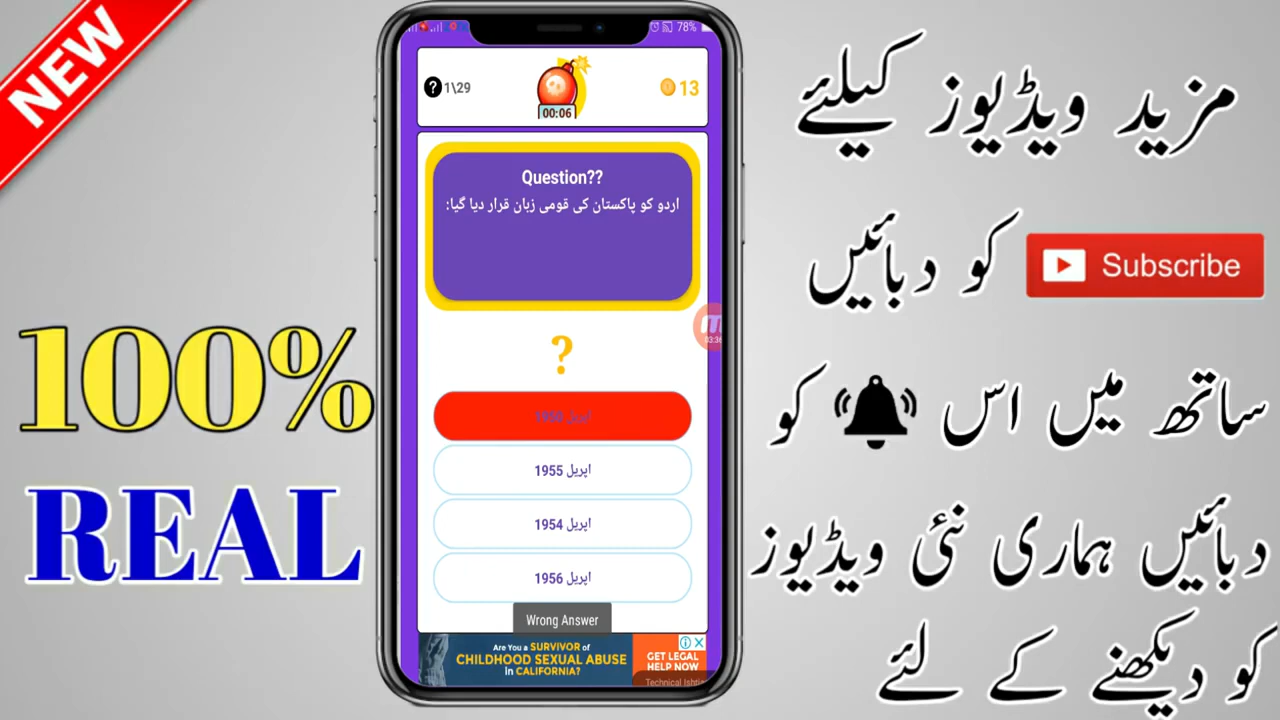 NEW
78%
1\29
00:06
13
Question??
اردو کو پاکستان کی قومی زبان قرار دیا گیا:
03:36
?
اپریل 1955
اپریل 1954
اپریل 1956
Wrong Answer
Are You a SURVIVOR of
CHILDHOOD SEXUAL ABUSE
in CALIFORNIA?
GET LEGAL
HELP NOW
100%
REAL
مزید ویڈیوز کیلئے
Subscribe کو دبائیں
ساتھ میں اس کو
دبائیں ہماری نئی ویڈیوز
کو دیکھنے کے لئے